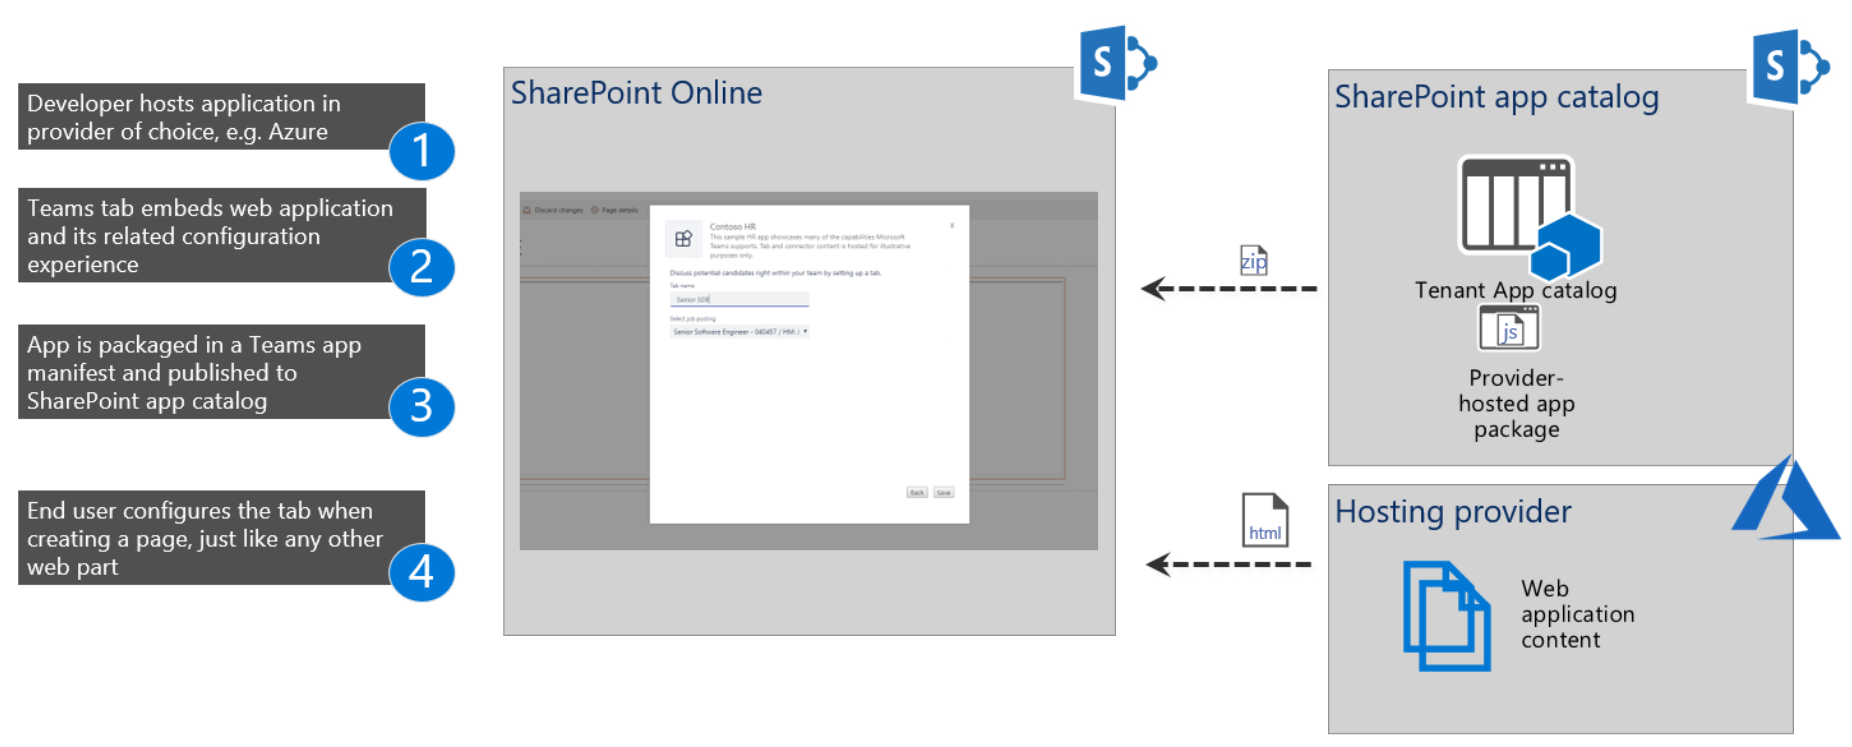 Developer hosts application in
provider of choice, e.g. Azure
1
Teams tab embeds web application
and its related configuration
experience
2
App is packaged in a Teams app
manifest and published to
SharePoint app catalog
3
End user configures the tab when
creating a page, just like any other
web part
4
SharePoint Online
S
Discard changes Page details
Contoso HR
x
This sample HR app showcases many of the capabilities Microsoft
Teams supports. Tab and connector content is hosted for illustrative
purposes only.
Discuss potential candidates right within your team by setting up a tab.
Tab name
Senior SDE
Select job posting
Senior Software Engineer - 040457 / HM: J
Back Save
zip
html
SharePoint app catalog
S
Tenant App catalog
js
Provider-
hosted app
package
Hosting provider
Web
application
content